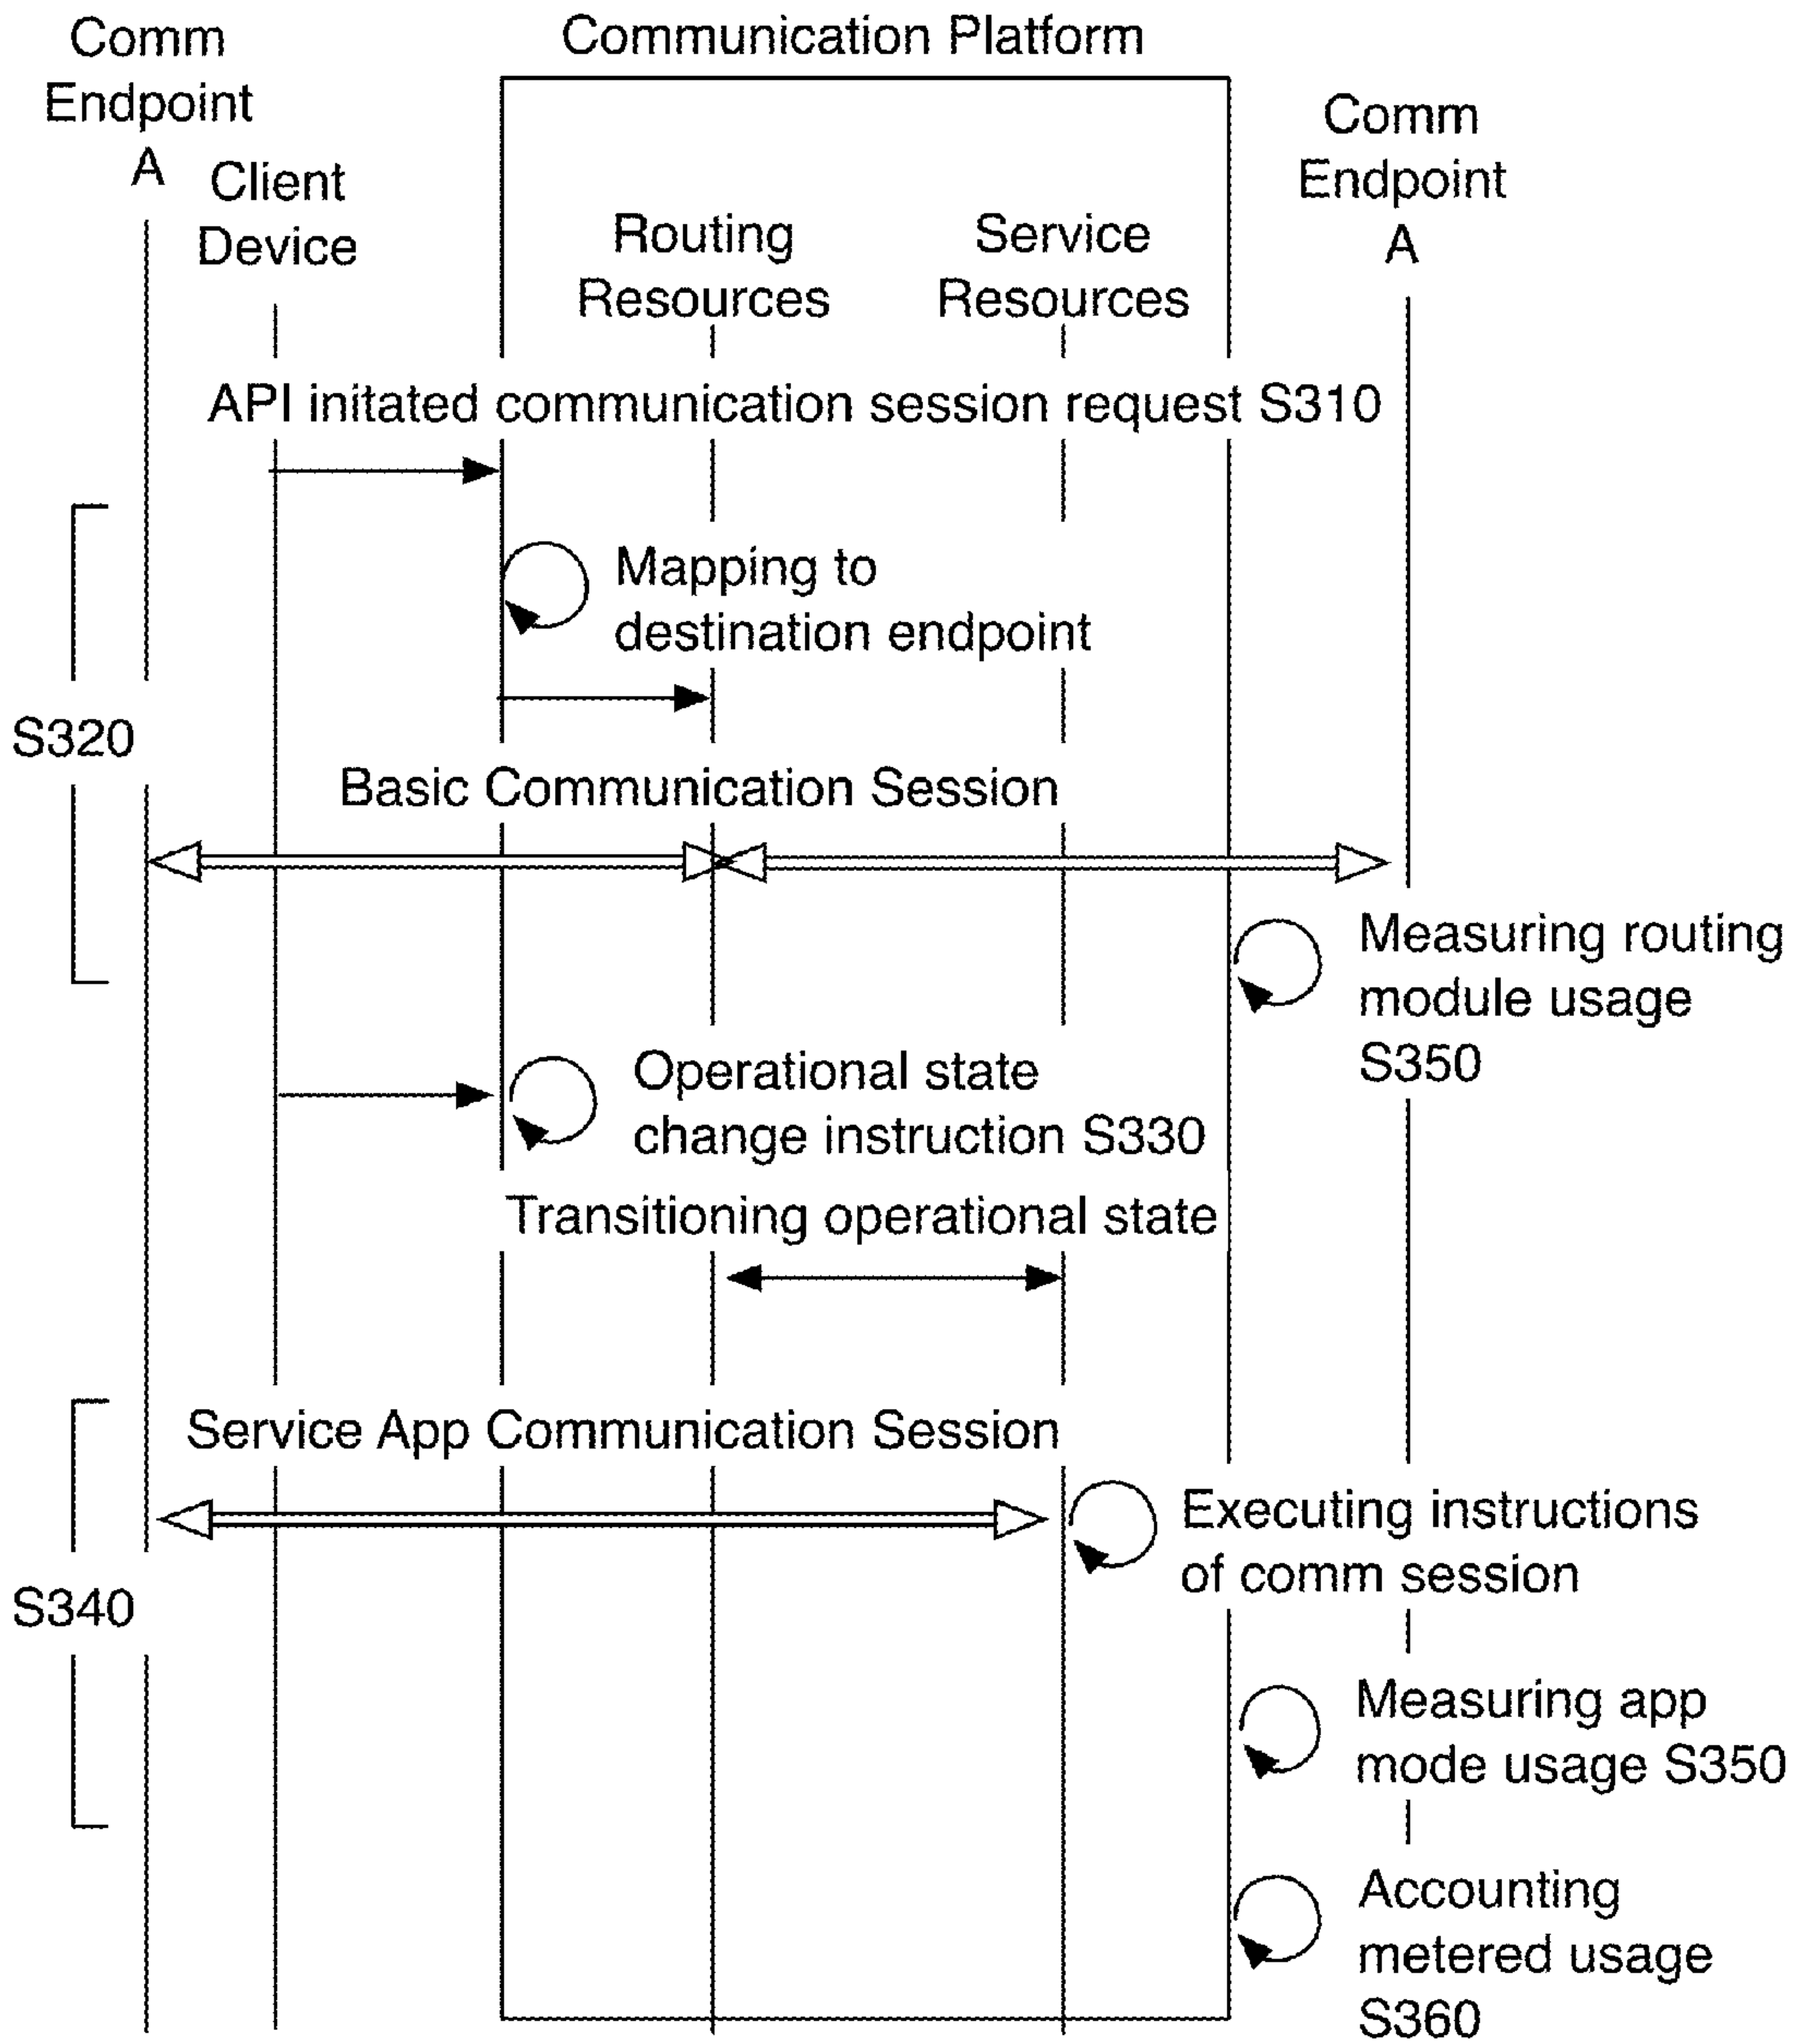 Comm
Endpoint
A
Client
Device
Communication Platform
Routing
Resources
Service
Resources
Comm
Endpoint
A
API initated communication session request S310
Mapping to
destination endpoint
S320
Basic Communication Session
Measuring routing
module usage
S350
Operational state
change instruction S330
Transitioning operational state
Service App Communication Session
Executing instructions
of comm session
S340
Measuring app
mode usage S350
Accounting
metered usage
S360